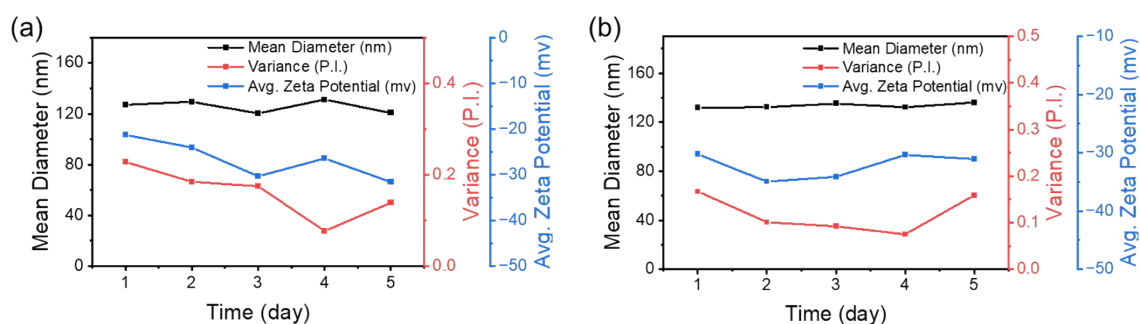 (a)
Mean Diameter (nm)
Variance (P.I.)
Avg. Zeta Potential (mv)
Mean Diameter (nm)
0
40
80
120
160
1
2
3
4
5
Time (day)
0.0
0.2
0.4
Variance (P.I.)
0
−10
−20
−30
−40
−50
Avg. Zeta Potential (mv)
(b)
Mean Diameter (nm)
Variance (P.I.)
Avg. Zeta Potential (mv)
Mean Diameter (nm)
0
40
80
120
160
1
2
3
4
5
Time (day)
0.0
0.1
0.2
0.3
0.4
0.5
Variance (P.I.)
−10
−20
−30
−40
−50
Avg. Zeta Potential (mv)